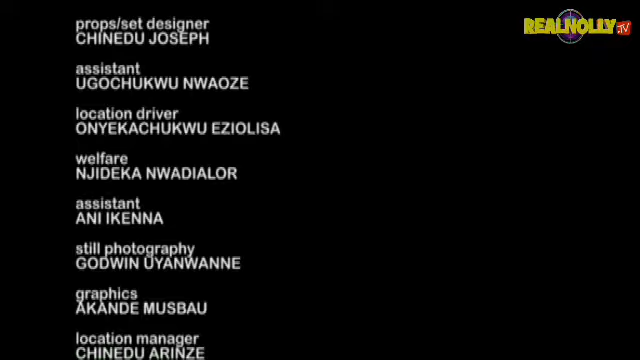 props/set designer
CHINEDU JOSEPH
REALNOLLY.TV
assistant
UGOCHUKWU NWAOZE
location driver
ONYEKACHUKWU EZIOLISA
welfare
NJIDEKA NWADIALOR
assistant
ANI IKENNA
still photography
GODWIN UYANWANNE
graphics
AKANDE MUSBAU
location manager
CHINEDU ARINZE